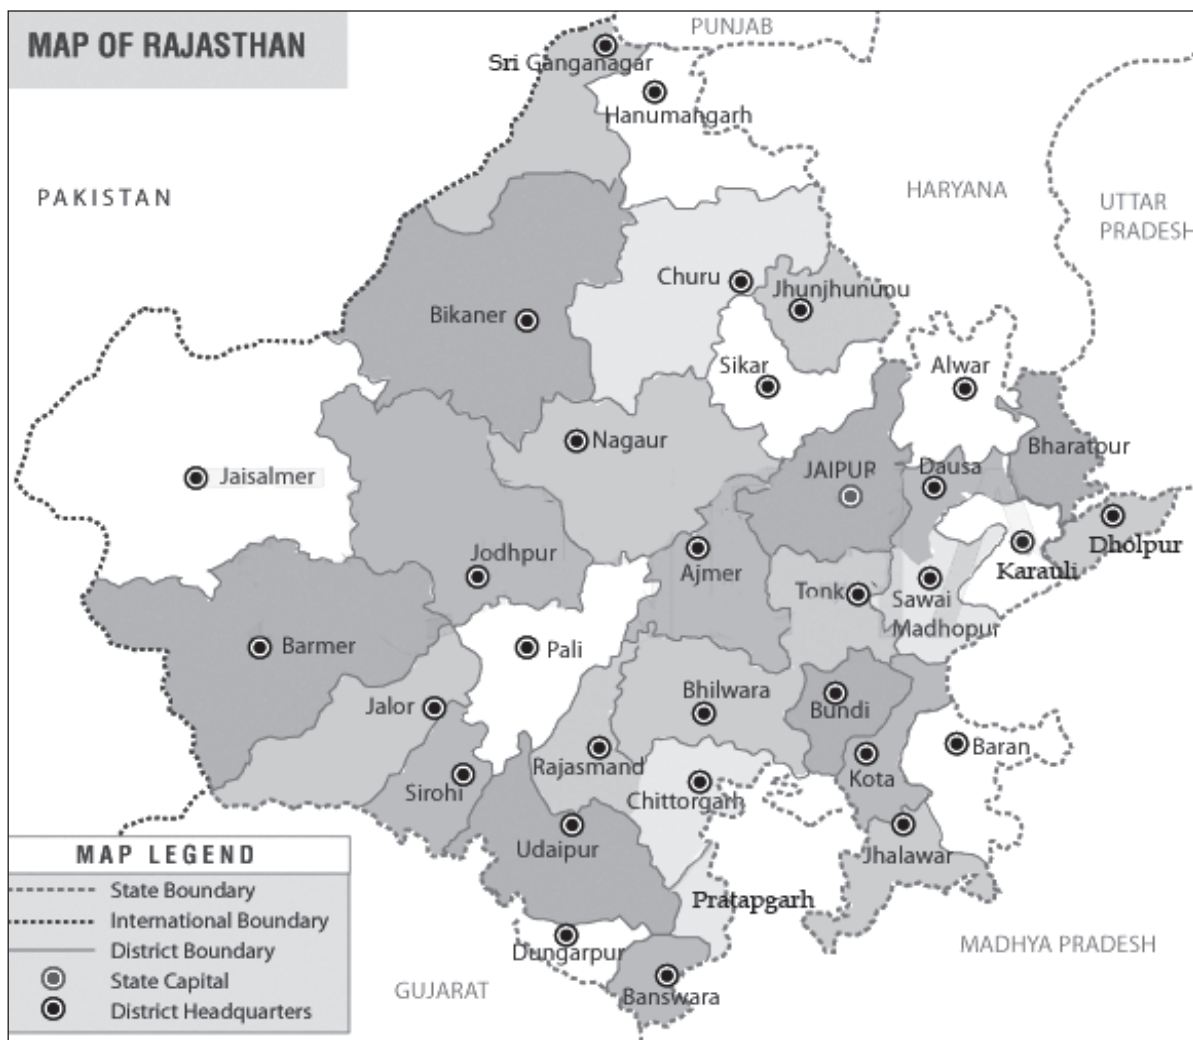 MAP OF RAJASTHAN
PUNJAB
Sri Ganganagar
Hanumangarh
PAKISTAN
HARYANA
UTTAR
PRADESH
Churu
Jhunjhununu
Bikaner
Sikar
Alwar
Nagaur
Bharatpur
JAIPUR
Dausa
Jaisalmer
Dholpur
Jodhpur
Ajmer
Karauli
Tonk
Sawai
Madhopur
Barmer
Pali
Bhilwara
Jalor
Bundi
Baran
Rajasmand
Kota
Sirohi
Chittorgarh
Udaipur
Jhalawar
Pratapgarh
Dungarpur
MADHYA PRADESH
GUJARAT
Banswara
MAP LEGEND
State Boundary
International Boundary
District Boundary
State Capital
District Headquarters